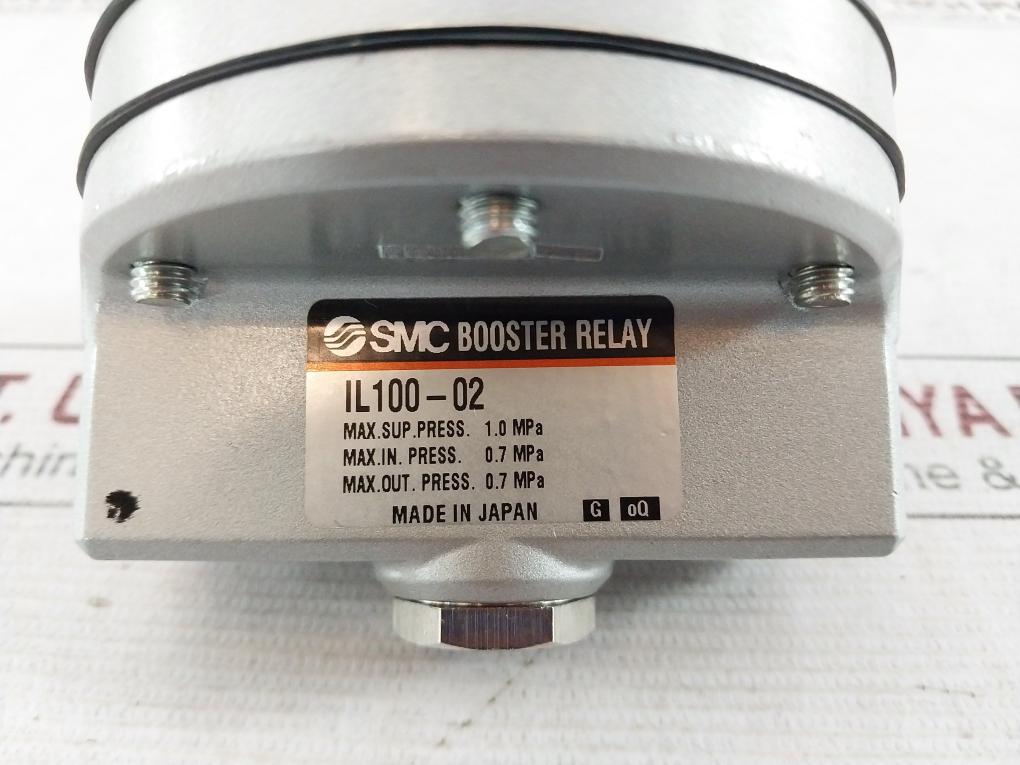 SMC BOOSTER RELAY
IL100-02
MAX.SUP.PRESS. 1.0 MPa
MAX.IN. PRESS. 0.7 MPa
MAX.OUT. PRESS. 0.7 MPa
MADE IN JAPAN G oQ